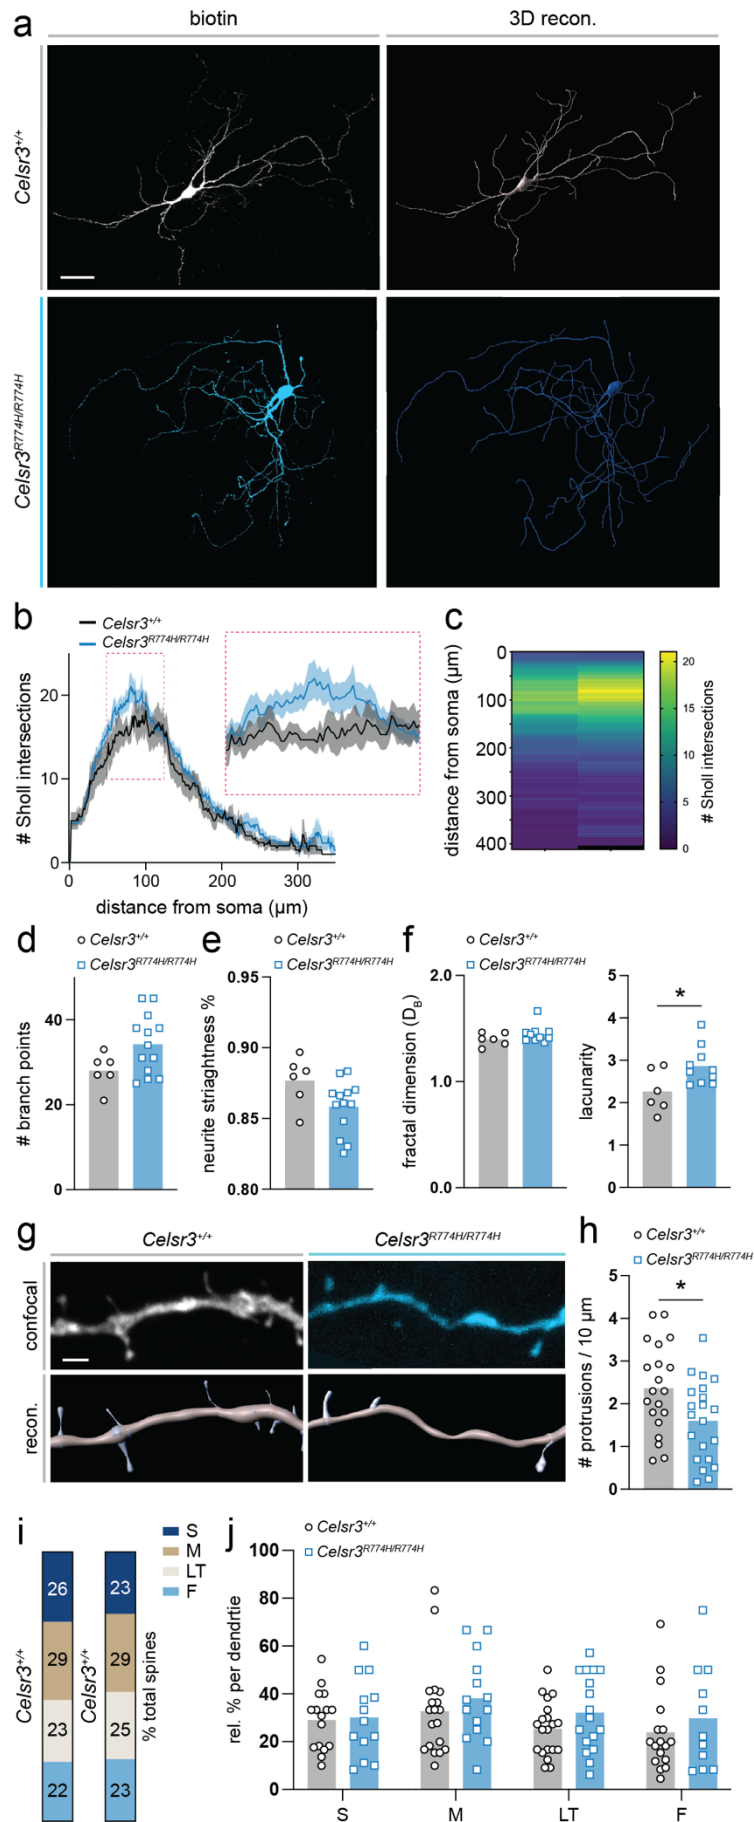 a
biotin
3D recon.
Celsr3+/+
Celsr3R774H/R774H
b
Celsr3+/+
Celsr3R774H/R774H
# Sholl intersections
20
10
0
0
100
200
300
distance from soma (µm)
c
distance from soma (µm)
0
100
200
300
400
20
15
10
5
0
# Sholl intersections
d
Celsr3+/+
Celsr3R774H/R774H
# branch points
40
20
0
e
Celsr3+/+
Celsr3R774H/R774H
neurite striaghtness %
0.95
0.90
0.85
0.80
f
Celsr3+/+
Celsr3R774H/R774H
fractal dimension (DB)
2.0
1.0
0.0
lacunarity
5
4
3
2
1
0
*
g
Celsr3+/+
Celsr3R774H/R774H
confocal
recon.
h
Celsr3+/+
Celsr3R774H/R774H
# protrusions / 10 µm
5
4
3
2
1
0
*
i
S
M
LT
F
Celsr3+/+
26
29
23
22
Celsr3+/+
23
29
25
23
% total spines
j
Celsr3+/+
Celsr3R774H/R774H
rel. % per dendrtie
100
80
60
40
20
0
S
M
LT
F